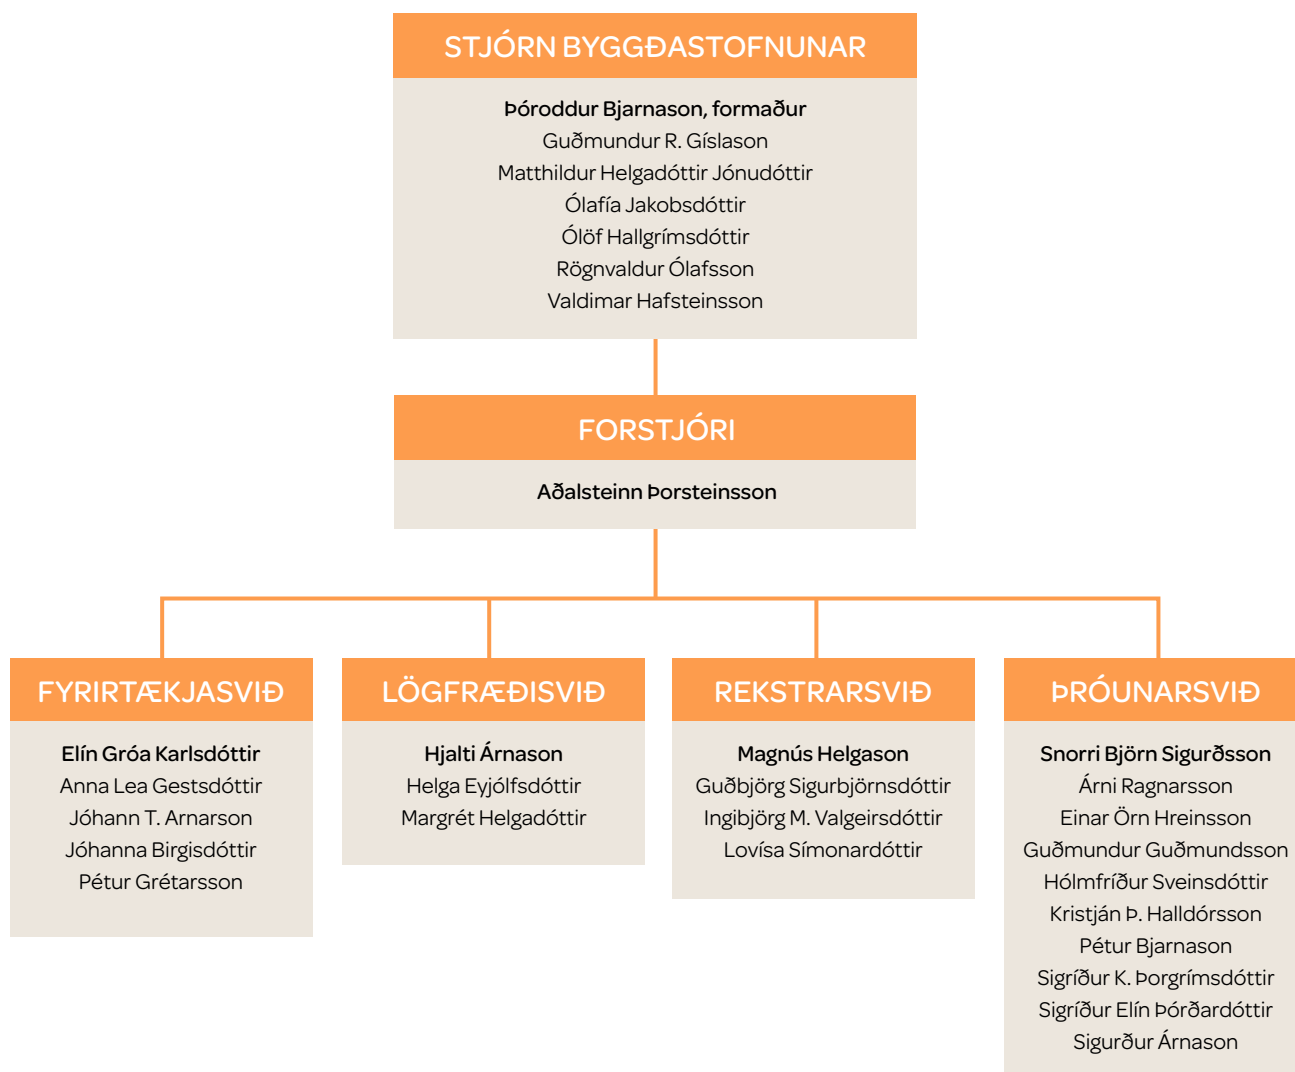 STJÓRN BYGGÐASTOFNUNAR
Þóroddur Bjarnason, formaður
Guðmundur R. Gíslason
Matthildur Helgadóttir Jónudóttir
Ólafía Jakobsdóttir
Ólöf Hallgrímsdóttir
Rögnvaldur Ólafsson
Valdimar Hafsteinsson
FORSTJÓRI
Aðalsteinn Þorsteinsson
FYRIRTÆKJASVIÐ
Elín Gróa Karlsdóttir
Anna Lea Gestsdóttir
Jóhann T. Arnarson
Jóhanna Birgisdóttir
Pétur Grétarsson
LÖGFRÆÐISVIÐ
Hjalti Árnason
Helga Eyjólfsdóttir
Margrét Helgadóttir
REKSTRARSVIÐ
Magnús Helgason
Guðbjörg Sigurbjörnsdóttir
Ingibjörg M. Valgeirsdóttir
Lovísa Símonardóttir
ÞRÓUNARSVIÐ
Snorri Björn Sigurðsson
Árni Ragnarsson
Einar Örn Hreinsson
Guðmundur Guðmundsson
Hólmfríður Sveinsdóttir
Kristján Þ. Halldórsson
Pétur Bjarnason
Sigríður K. Þorgrímsdóttir
Sigríður Elín Þórðardóttir
Sigurður Árnason